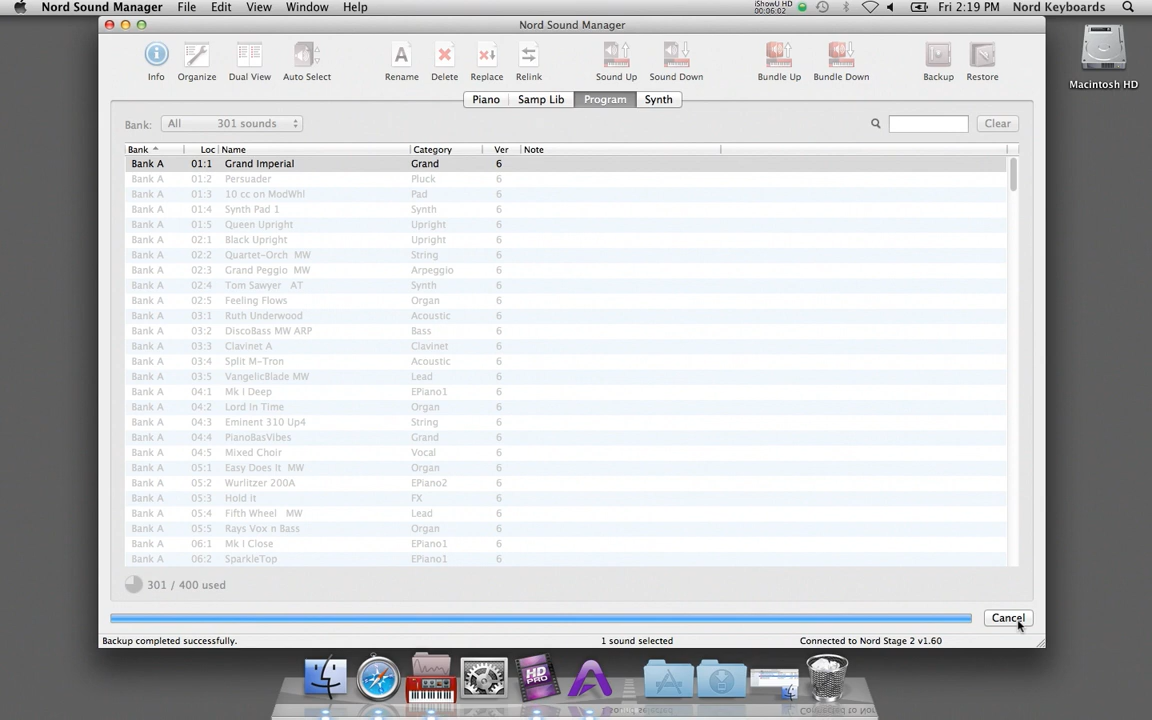 Nord Sound Manager File Edit View Window Help iShowU HD 00:06:02 Fri 2:19 PM Nord Keyboards
Nord Sound Manager
Macintosh HD
Info Organize Dual View Auto Select Rename Delete Replace Relink Sound Up Sound Down Bundle Up Bundle Down Backup Restore
Piano Samp Lib Program Synth
Bank: All 301 sounds Clear
Bank Loc Name Category Ver Note
Bank A 01:1 Grand Imperial Grand 6
Bank A 01:2 Persuader Pluck 6
Bank A 01:3 10 cc on ModWhl Pad 6
Bank A 01:4 Synth Pad 1 Synth 6
Bank A 01:5 Queen Upright Upright 6
Bank A 02:1 Black Upright Upright 6
Bank A 02:2 Quartet-Orch MW String 6
Bank A 02:3 Grand Peggio MW Arpeggio 6
Bank A 02:4 Tom Sawyer AT Synth 6
Bank A 02:5 Feeling Flows Organ 6
Bank A 03:1 Ruth Underwood Acoustic 6
Bank A 03:2 DiscoBass MW ARP Bass 6
Bank A 03:3 Clavinet A Clavinet 6
Bank A 03:4 Split M-Tron Acoustic 6
Bank A 03:5 VangelicBlade MW Lead 6
Bank A 04:1 Mk I Deep EPiano1 6
Bank A 04:2 Lord In Time Organ 6
Bank A 04:3 Eminent 310 Up4 String 6
Bank A 04:4 PianoBasVibes Grand 6
Bank A 04:5 Mixed Choir Vocal 6
Bank A 05:1 Easy Does It MW Organ 6
Bank A 05:2 Wurlitzer 200A EPiano2 6
Bank A 05:3 Hold it FX 6
Bank A 05:4 Fifth Wheel MW Lead 6
Bank A 05:5 Rays Vox n Bass Organ 6
Bank A 06:1 Mk I Close EPiano1 6
Bank A 06:2 SparkleTop EPiano1 6
301 / 400 used
Cancel
Backup completed successfully. 1 sound selected Connected to Nord Stage 2 v1.60
HD PRO